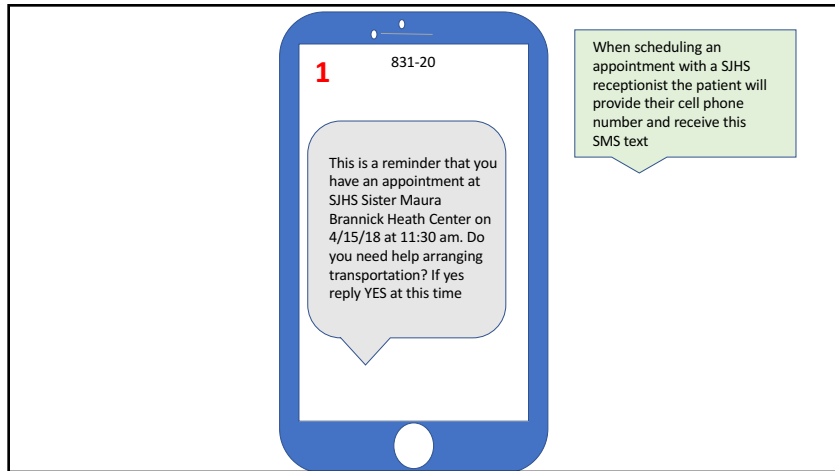 1
831-20
This is a reminder that you
have an appointment at
SJHS Sister Maura
Brannick Heath Center on
4/15/18 at 11:30 am. Do
you need help arranging
transportation? If yes
reply YES at this time
When scheduling an
appointment with a SJHS
receptionist the patient will
provide their cell phone
number and receive this
SMS text